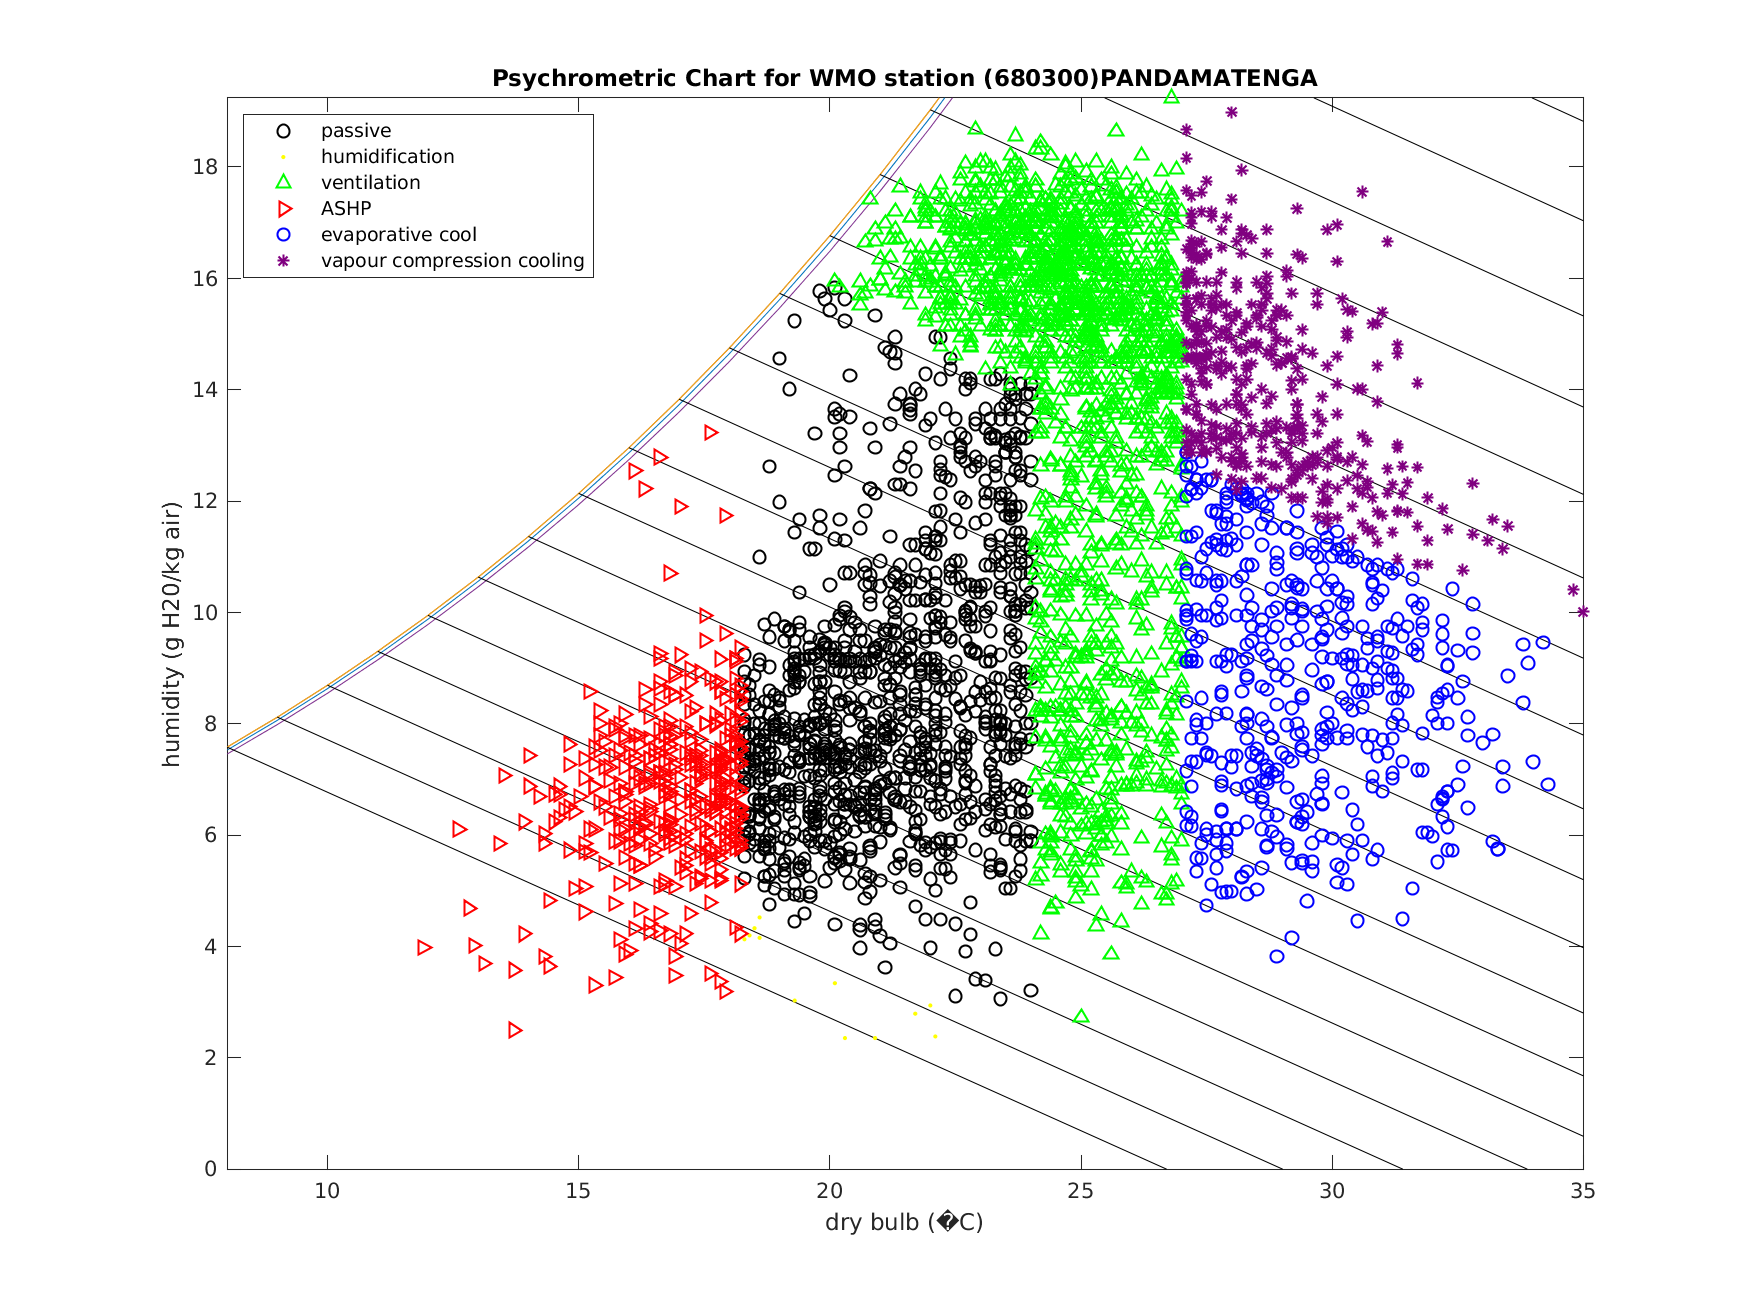 Psychrometric Chart for WMO station (680300)PANDAMATENGA
passive
humidification
ventilation
ASHP
evaporative cool
vapour compression cooling
18
16
14
12
10
8
6
4
2
0
humidity (g H20/kg air)
10 15 20 25 30 35
dry bulb (�C)